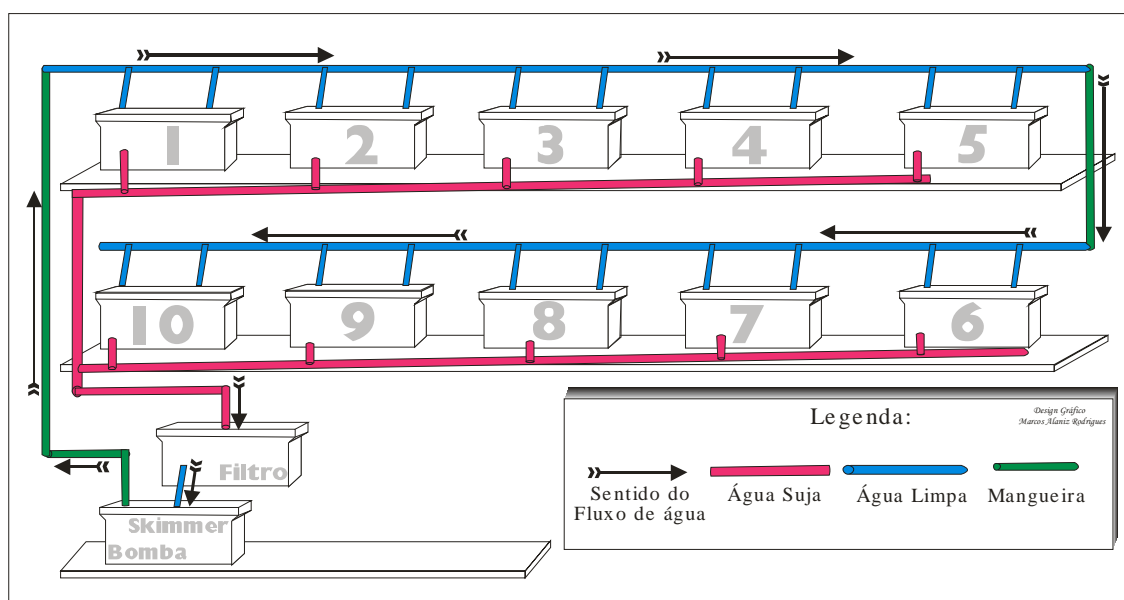 1
2
3
4
5
10
9
8
7
6
Filtro
Skimmer
Bomba
Legenda:
Design Gráfico
Marcos Alaniz Rodrigues
Sentido do
Fluxo de água
Água Suja
Água Limpa
Mangueira